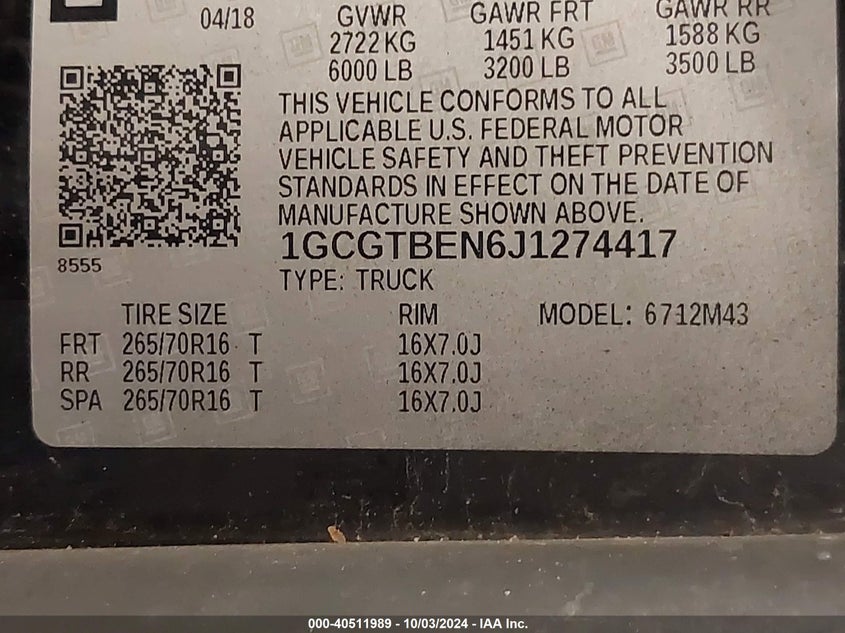 04/18 GVWR GAWR FRT GAWR RR
2722 KG 1451 KG 1588 KG
6000 LB 3200 LB 3500 LB
THIS VEHICLE CONFORMS TO ALL
APPLICABLE U.S. FEDERAL MOTOR
VEHICLE SAFETY AND THEFT PREVENTION
STANDARDS IN EFFECT ON THE DATE OF
MANUFACTURE SHOWN ABOVE.
8555 1GCGTBEN6J1274417
TYPE: TRUCK
TIRE SIZE RIM MODEL: 6712M43
FRT 265/70R16 T 16X7.0J
RR 265/70R16 T 16X7.0J
SPA 265/70R16 T 16X7.0J
000-40511989 - 10/03/2024 - IAA Inc.